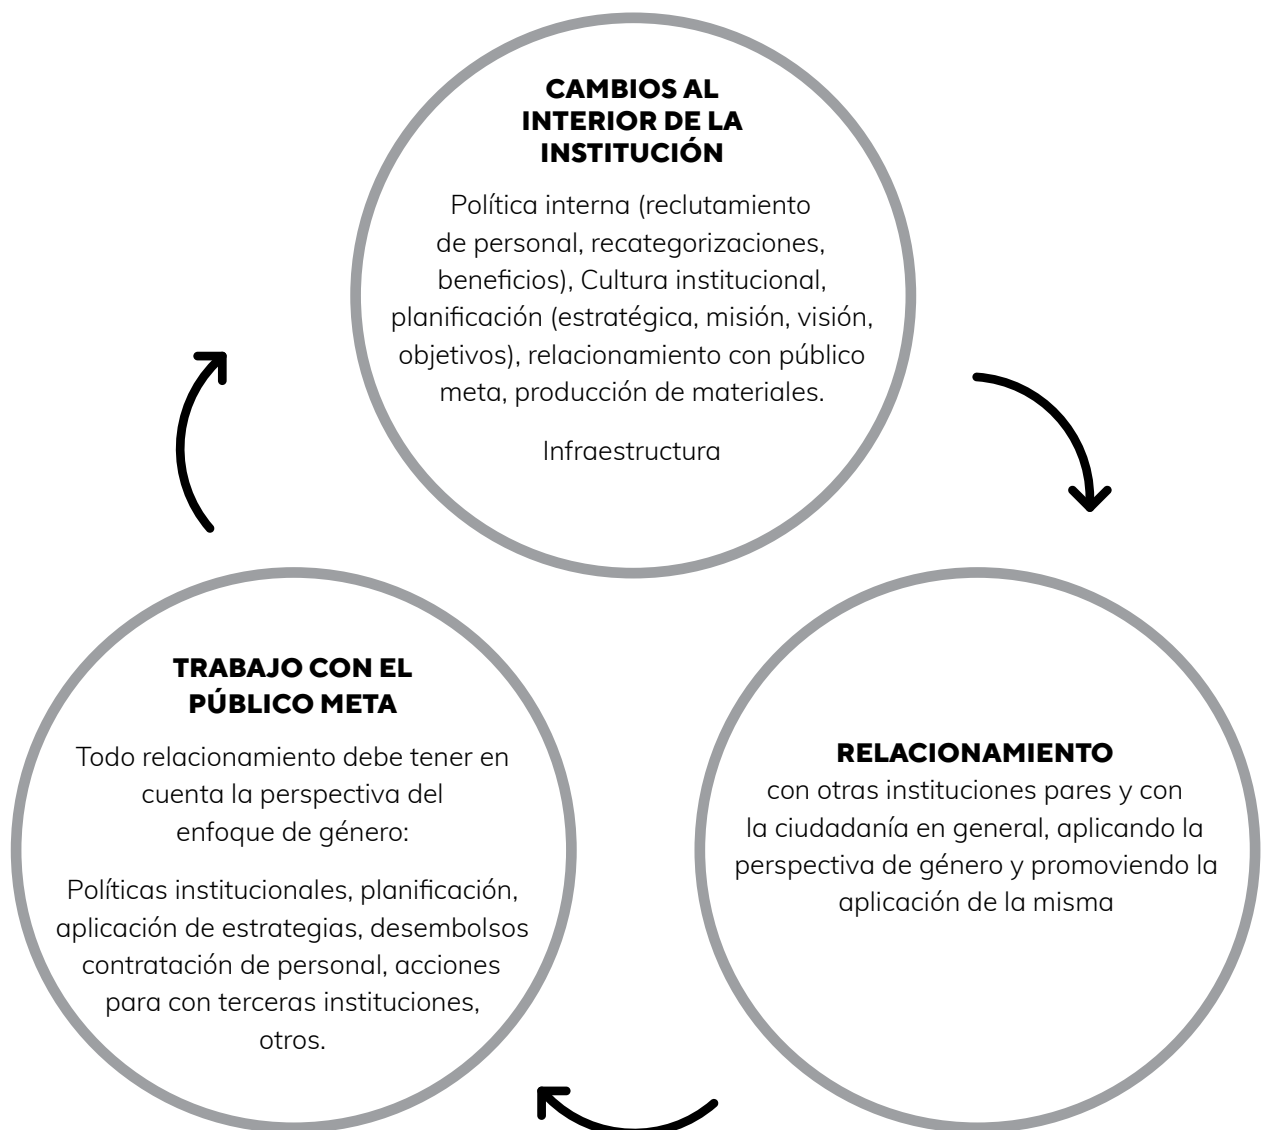 CAMBIOS AL
INTERIOR DE LA
INSTITUCIÓN
Política interna (reclutamiento
de personal, recategorizaciones,
beneficios), Cultura institucional,
planificación (estratégica, misión, visión,
objetivos), relacionamiento con público
meta, producción de materiales.
Infraestructura
TRABAJO CON EL
PÚBLICO META
Todo relacionamiento debe tener en
cuenta la perspectiva del
enfoque de género:
Políticas institucionales, planificación,
aplicación de estrategias, desembolsos
contratación de personal, acciones
para con terceras instituciones,
otros.
RELACIONAMIENTO
con otras instituciones pares y con
la ciudadanía en general, aplicando la
perspectiva de género y promoviendo la
aplicación de la misma